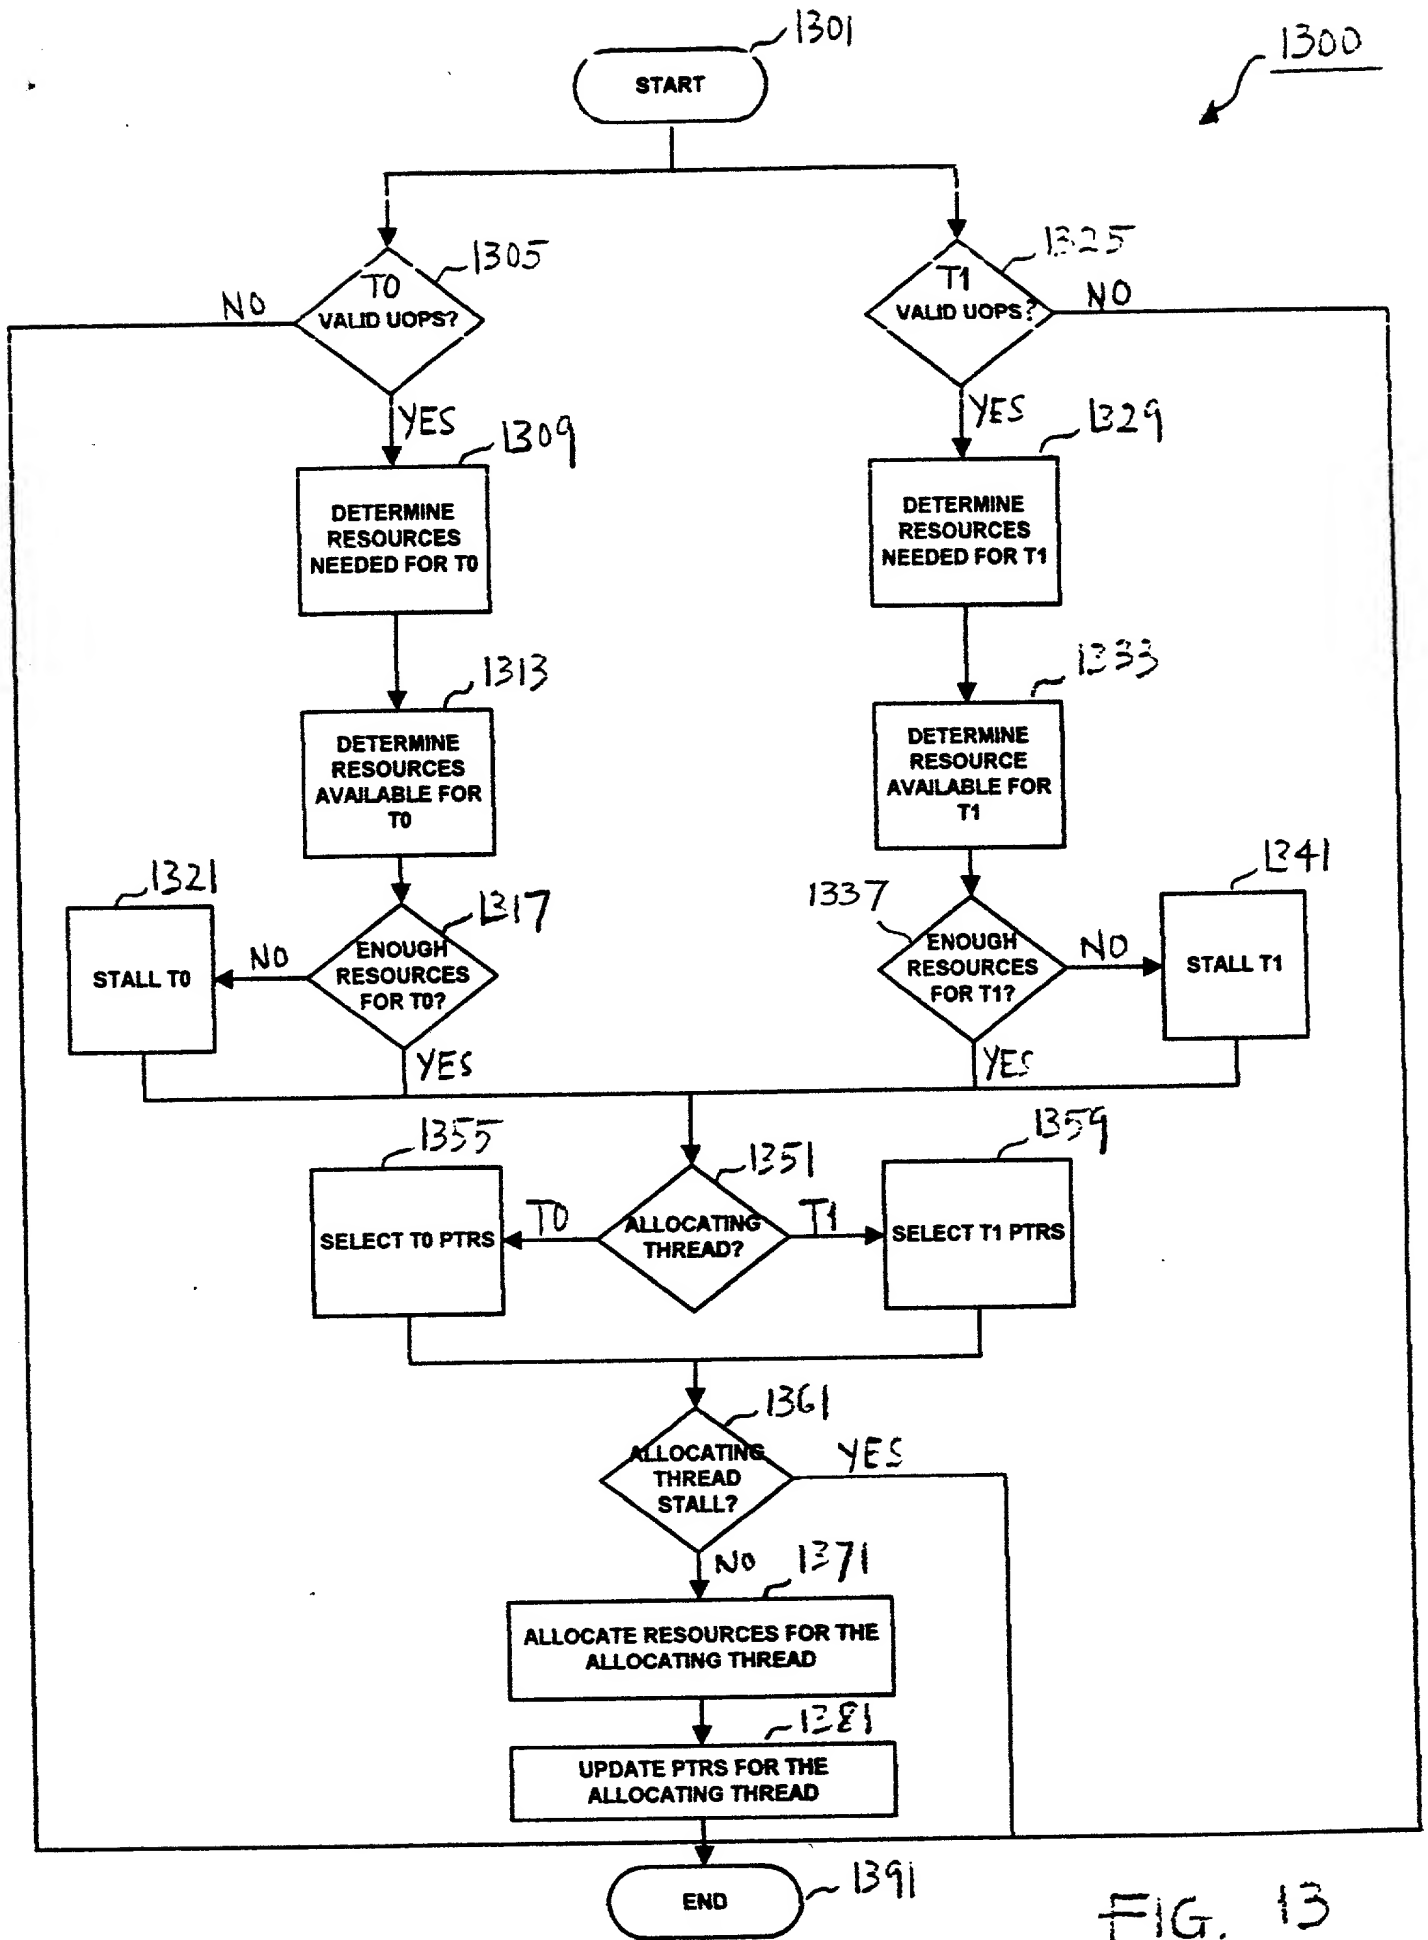 1301
1300
START
1305
1325
T0
VALID UOPS?
NO
T1
VALID UOPS?
NO
YES
YES
1309
1329
DETERMINE
RESOURCES
NEEDED FOR T0
DETERMINE
RESOURCES
NEEDED FOR T1
1313
1333
DETERMINE
RESOURCES
AVAILABLE FOR
T0
DETERMINE
RESOURCE
AVAILABLE FOR
T1
1321
1317
1337
1341
STALL T0
NO
ENOUGH
RESOURCES
FOR T0?
ENOUGH
RESOURCES
FOR T1?
NO
STALL T1
YES
YES
1355
1351
1359
SELECT T0 PTRS
T0
ALLOCATING
THREAD?
T1
SELECT T1 PTRS
1361
ALLOCATING
THREAD
STALL?
YES
NO
1371
ALLOCATE RESOURCES FOR THE
ALLOCATING THREAD
1381
UPDATE PTRS FOR THE
ALLOCATING THREAD
END
1391
FIG. 13